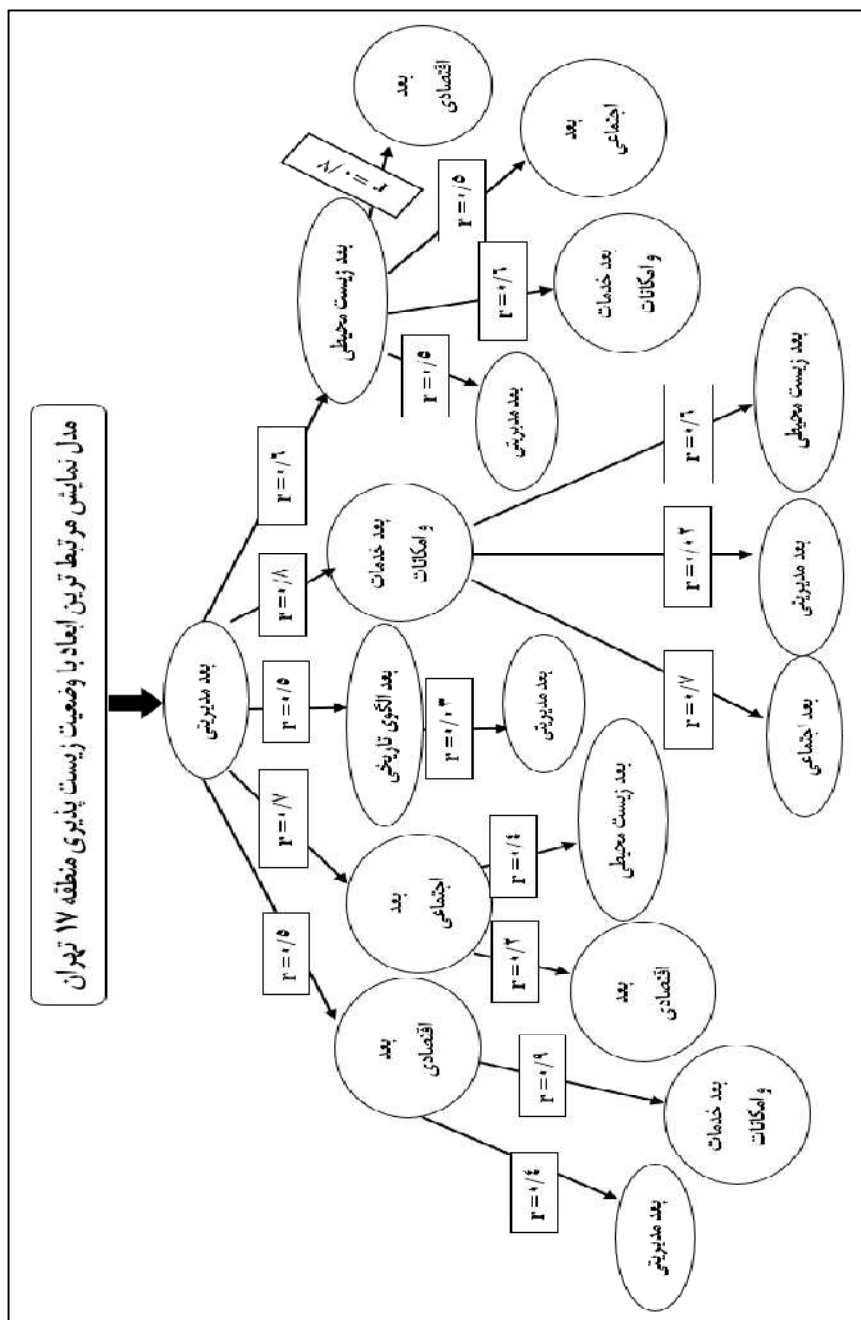 مدل نمایش مرتبط ترین ابعاد با وضعیت زیست پذیری منطقه ۱۷ تهران
بعد مدیریتی
r=۰/۶
r=۰/۸
r=۰/۵
r=۰/۷
r=۰/۵
بعد زیست محیطی
بعد خدمات
و امکانات
بعد الگوی تاریخی
بعد
اجتماعی
بعد
اقتصادی
r=۰/۷
r=۰/۵
r=۰/۶
r=۰/۵
بعد
اقتصادی
بعد
اجتماعی
بعد خدمات
و امکانات
بعد مدیریتی
r=۰/۶
r=۰/۰۲
r=۰/۷
بعد زیست محیطی
بعد مدیریتی
بعد اجتماعی
r=۰/۰۳
بعد مدیریتی
r=۰/٤
r=۰/۲
بعد زیست محیطی
بعد
اقتصادی
r=۰/۹
r=۰/٤
بعد خدمات
و امکانات
بعد مدیریتی